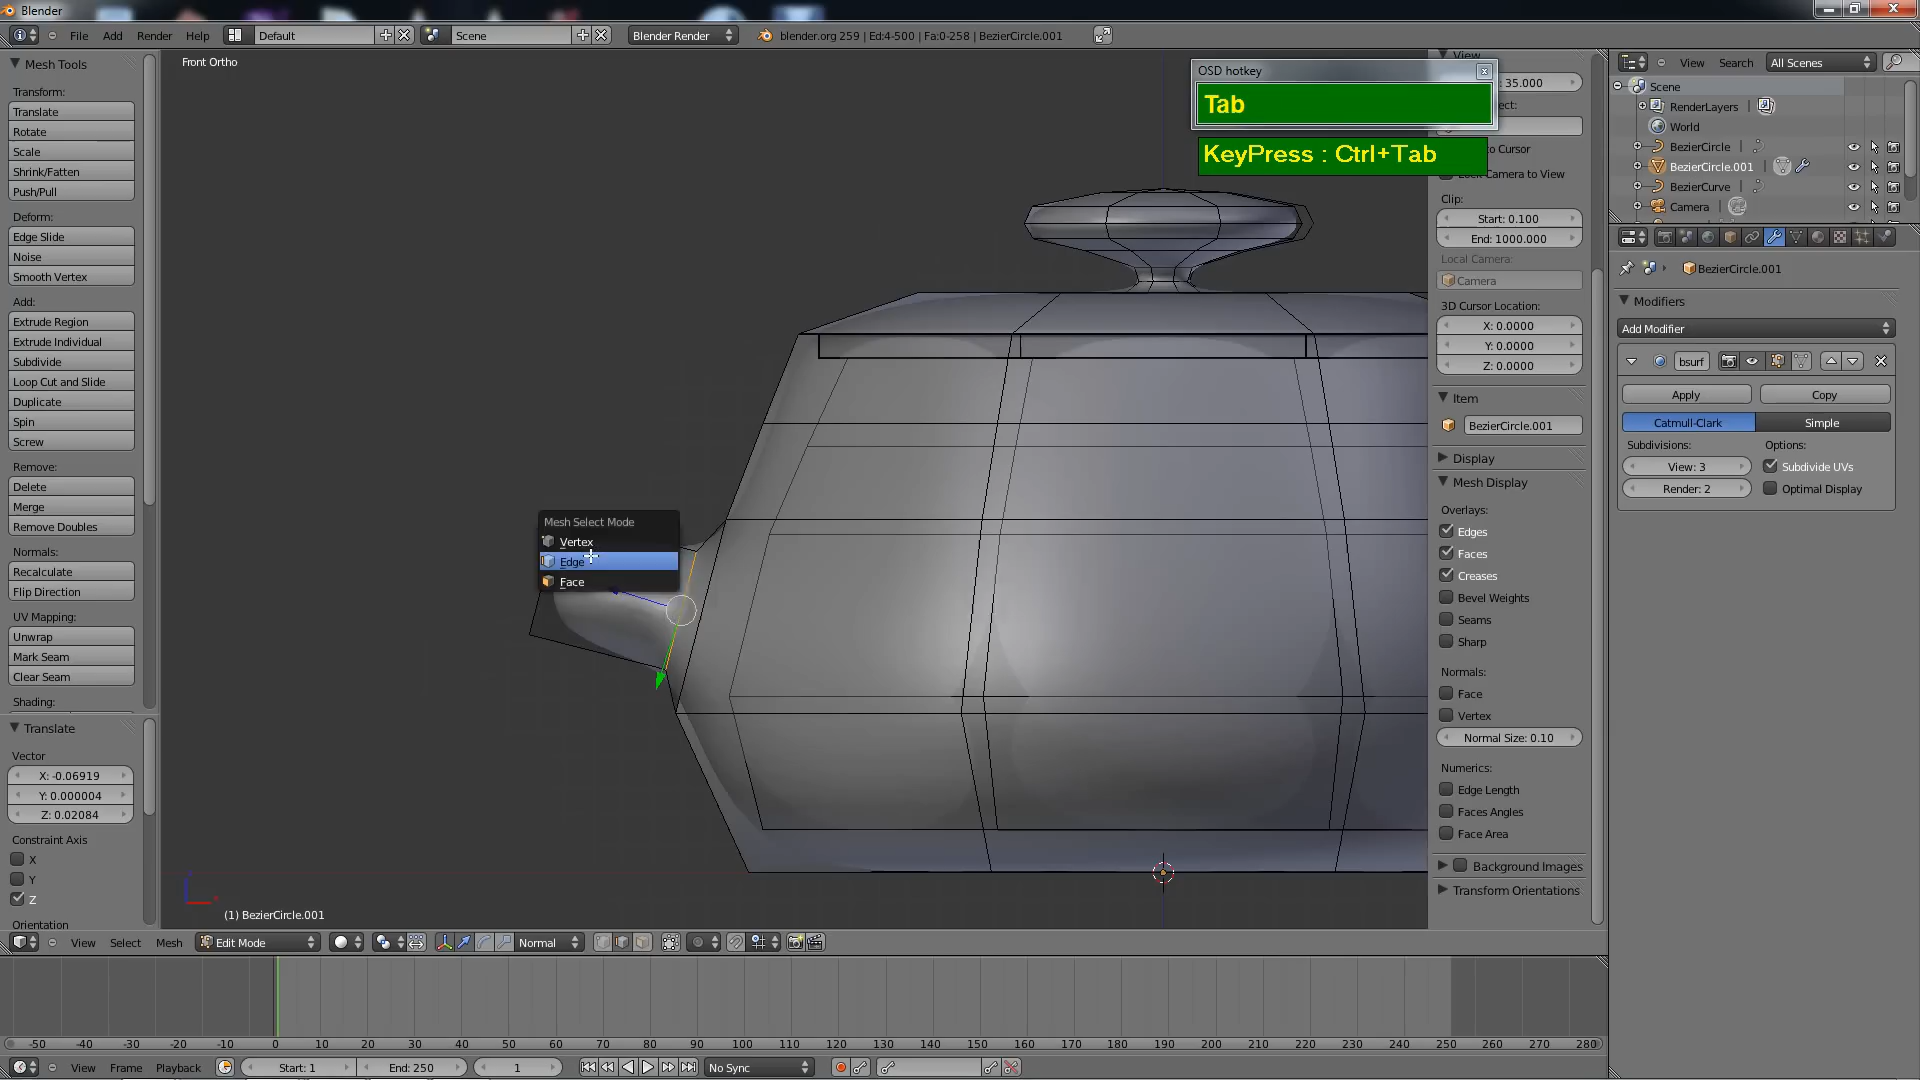 Blender
File Add Render Help Default Scene Blender Render blender.org 259 | Ed:4-500 | Fa:0-258 | BezierCircle.001
Mesh Tools
Transform:
Translate
Rotate
Scale
Shrink/Fatten
Push/Pull
Deform:
Edge Slide
Noise
Smooth Vertex
Add:
Extrude Region
Extrude Individual
Subdivide
Loop Cut and Slide
Duplicate
Spin
Screw
Remove:
Delete
Merge
Remove Doubles
Normals:
Recalculate
Flip Direction
UV Mapping:
Unwrap
Mark Seam
Clear Seam
Shading:
Translate
Vector
X: -0.06919
Y: 0.000004
Z: 0.02084
Constraint Axis
X
Y
Z
Orientation
Front Ortho
OSD hotkey
Tab
KeyPress : Ctrl+Tab
Mesh Select Mode
Vertex
Edge
Face
(1) BezierCircle.001
View
35.000
to Cursor
Lock Camera to View
Clip:
Start: 0.100
End: 1000.000
Local Camera:
Camera
3D Cursor Location:
X: 0.0000
Y: 0.0000
Z: 0.0000
Item
BezierCircle.001
Display
Mesh Display
Overlays:
Edges
Faces
Creases
Bevel Weights
Seams
Sharp
Normals:
Face
Vertex
Normal Size: 0.10
Numerics:
Edge Length
Faces Angles
Face Area
Background Images
Transform Orientations
View Search All Scenes
Scene
RenderLayers
World
BezierCircle
BezierCircle.001
BezierCurve
Camera
BezierCircle.001
Modifiers
Add Modifier
bsurf
Apply Copy
Catmull-Clark Simple
Subdivisions: Options:
View: 3 Subdivide UVs
Render: 2 Optimal Display
View Select Mesh Edit Mode Normal
-50 -40 -30 -20 -10 0 10 20 30 40 50 60 70 80 90 100 110 120 130 140 150 160 170 180 190 200 210 220 230 240 250 260 270 280
View Frame Playback Start: 1 End: 250 1 No Sync